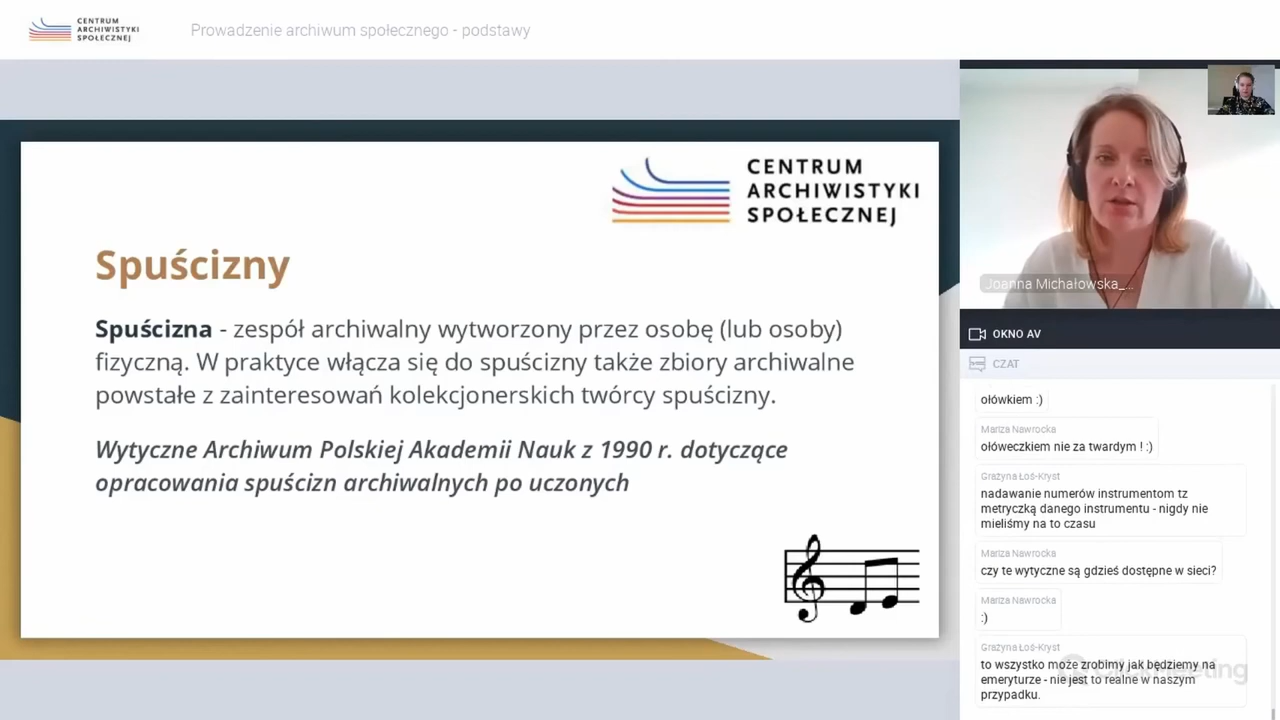 CENTRUM
ARCHIWISTYKI
SPOŁECZNEJ
Prowadzenie archiwum społecznego - podstawy
CENTRUM
ARCHIWISTYKI
SPOŁECZNEJ
Spuścizny
Spuścizna - zespół archiwalny wytworzony przez osobę (lub osoby)
fizyczną. W praktyce włącza się do spuścizny także zbiory archiwalne
powstałe z zainteresowań kolekcjonerskich twórcy spuścizny.
Wytyczne Archiwum Polskiej Akademii Nauk z 1990 r. dotyczące
opracowania spuścizn archiwalnych po uczonych
Joanna Michałowska_...
OKNO AV
CZAT
ołówkiem :)
Mariza Nawrocka
ołóweczkiem nie za twardym ! :)
Grażyna Łoś-Kryst
nadawanie numerów instrumentom tz
metryczką danego instrumentu - nigdy nie
mieliśmy na to czasu
Mariza Nawrocka
czy te wytyczne są gdzieś dostępne w sieci?
Mariza Nawrocka
:)
Grażyna Łoś-Kryst
to wszystko może zrobimy jak będziemy na
emeryturze - nie jest to realne w naszym
przypadku.
ClickMeeting